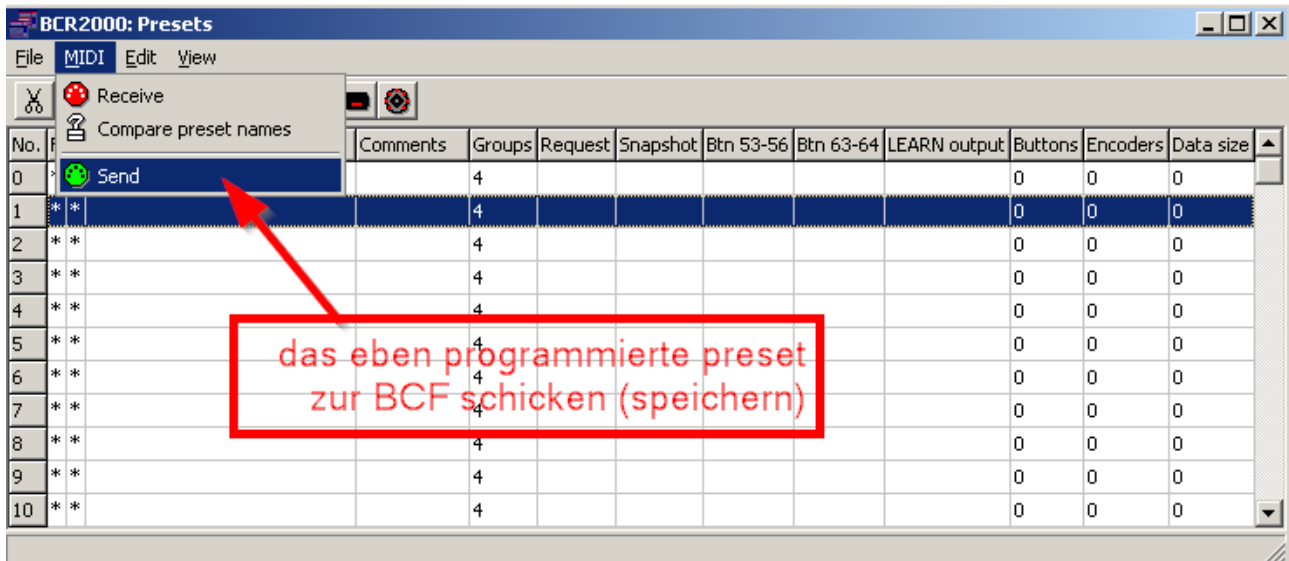 BCR2000: Presets
File MIDI Edit View
Receive
Compare preset names
Send
No. Comments Groups Request Snapshot Btn 53-56 Btn 63-64 LEARN output Buttons Encoders Data size
0 4 0 0 0
1 * * 4 0 0 0
2 * * 4 0 0 0
3 * * 4 0 0 0
4 * * 4 0 0 0
5 * * 4 0 0 0
6 * * 4 0 0 0
7 * * 4 0 0 0
8 * * 4 0 0 0
9 * * 4 0 0 0
10 * * 4 0 0 0
das eben programmierte preset
zur BCF schicken (speichern)